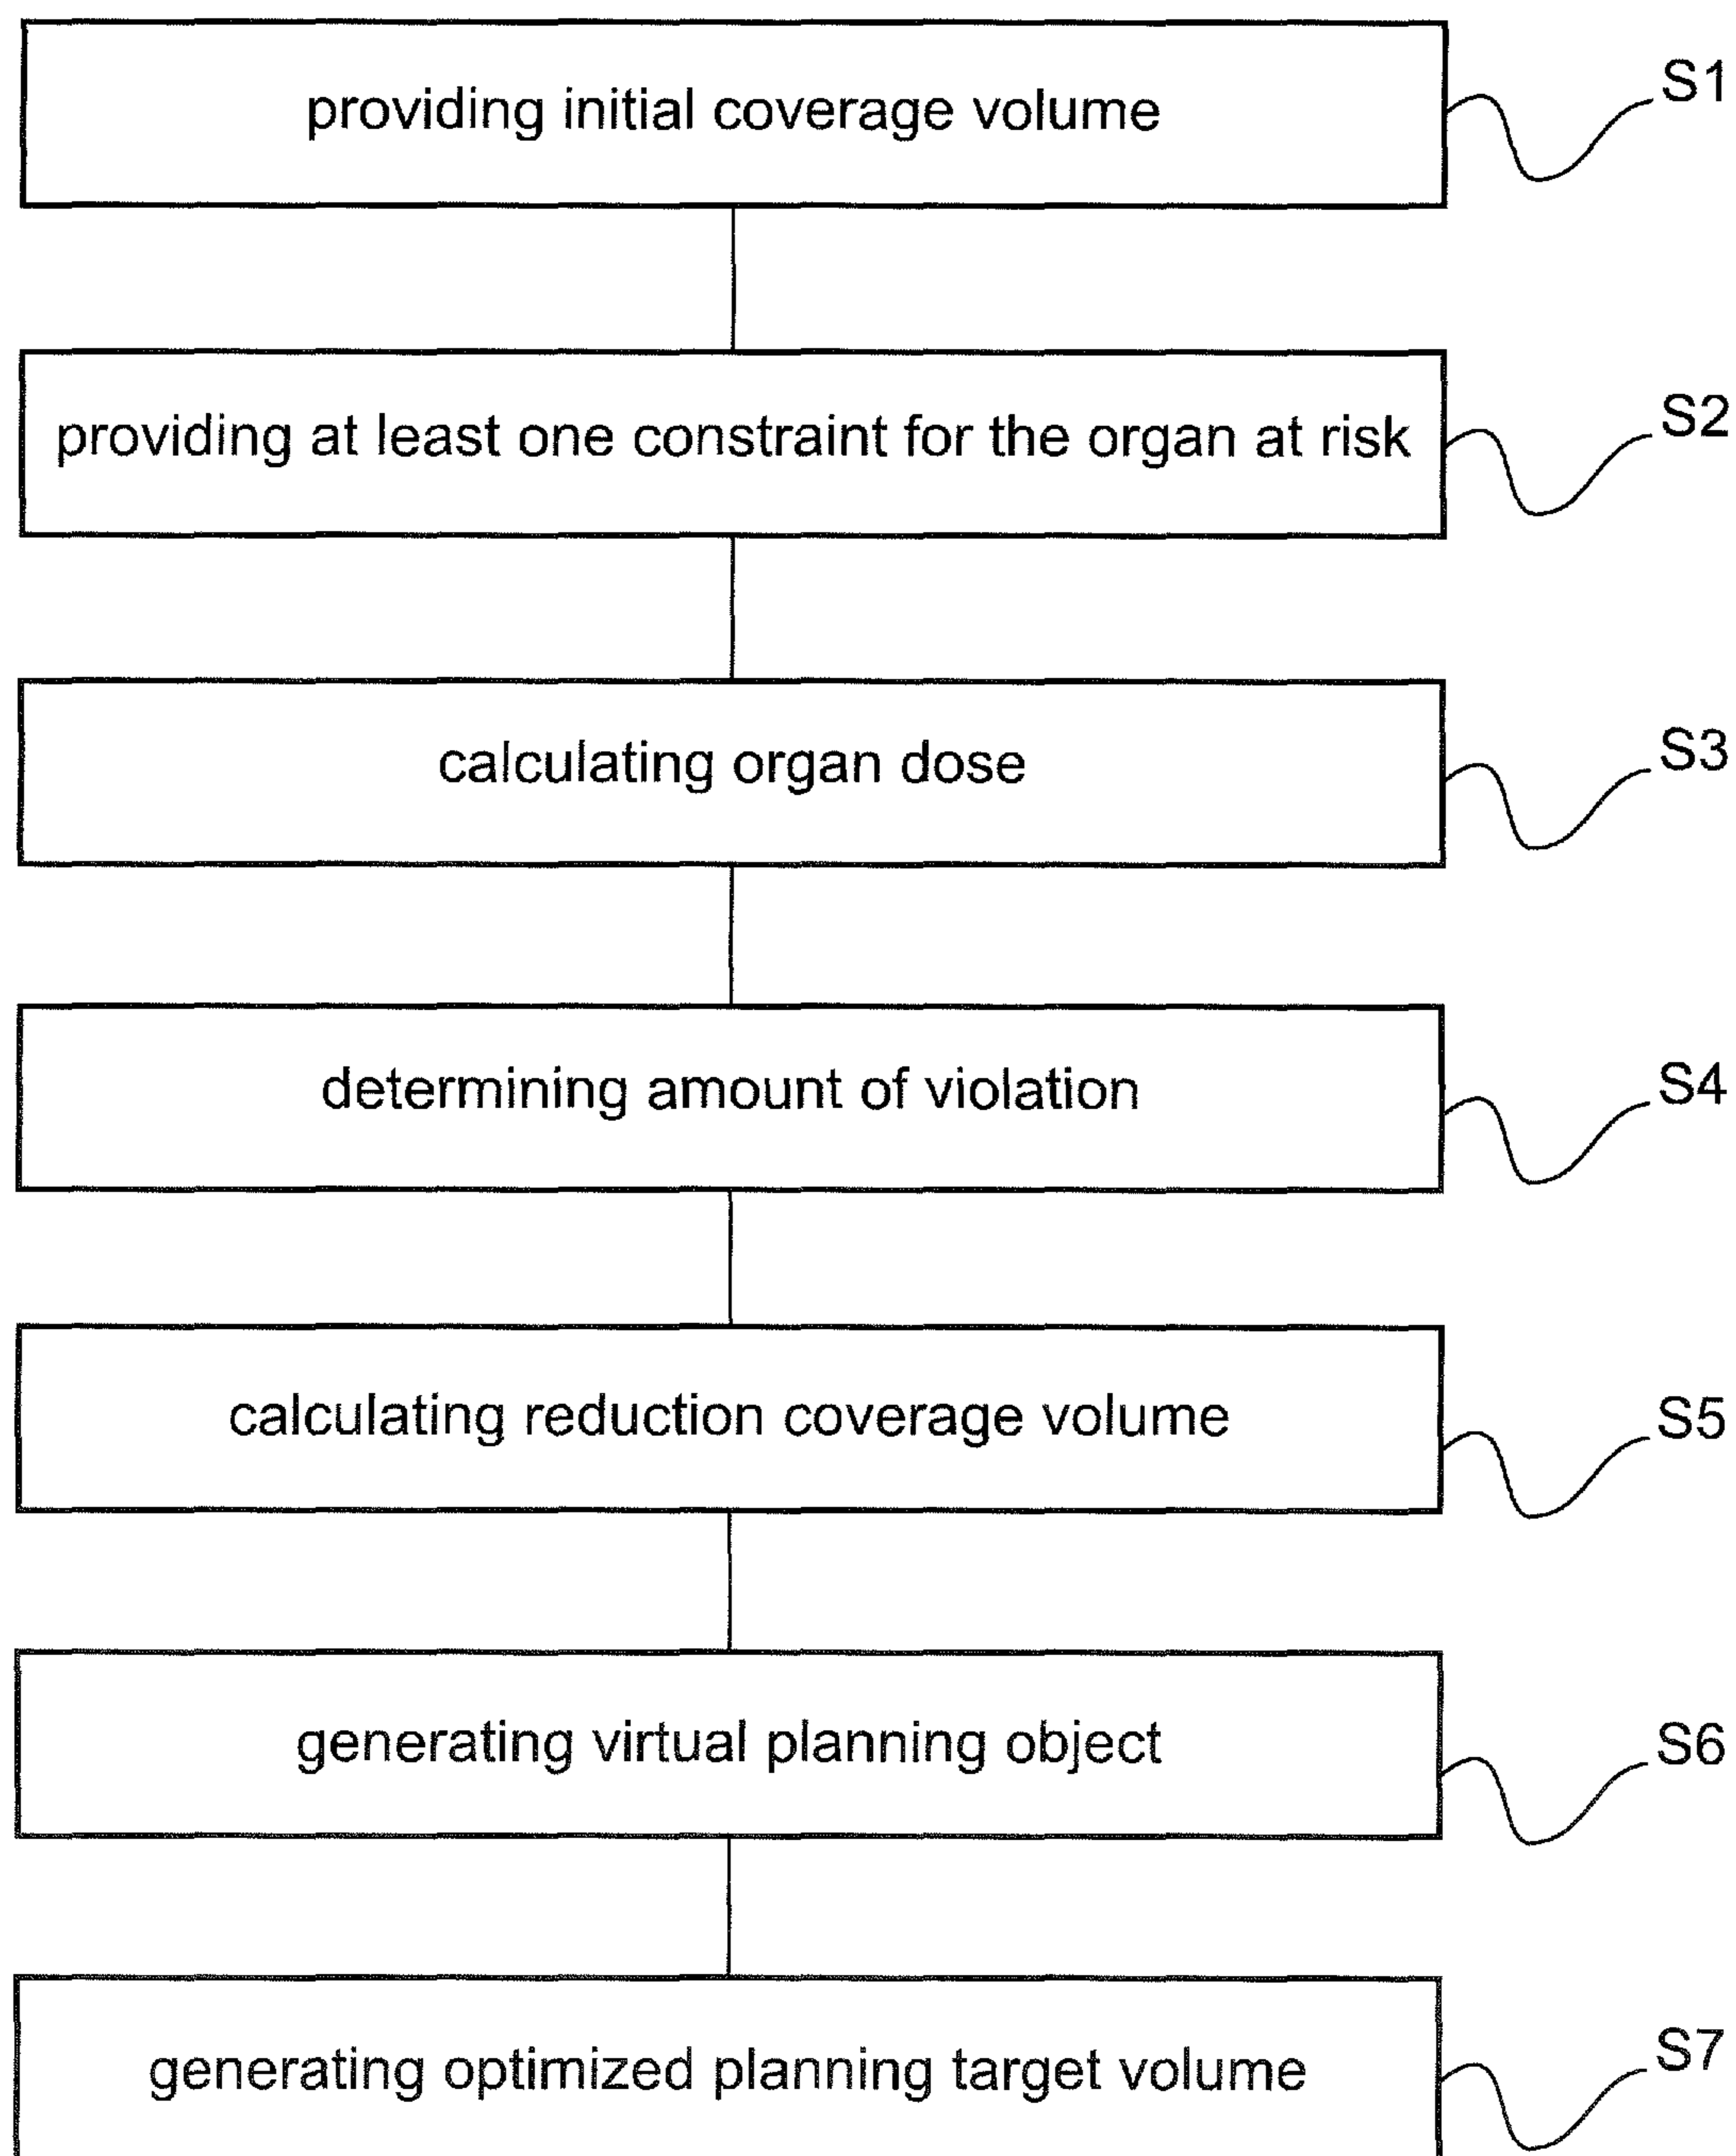 providing initial coverage volume
S1
providing at least one constraint for the organ at risk
S2
calculating organ dose
S3
determining amount of violation
S4
calculating reduction coverage volume
S5
generating virtual planning object
S6
generating optimized planning target volume
S7